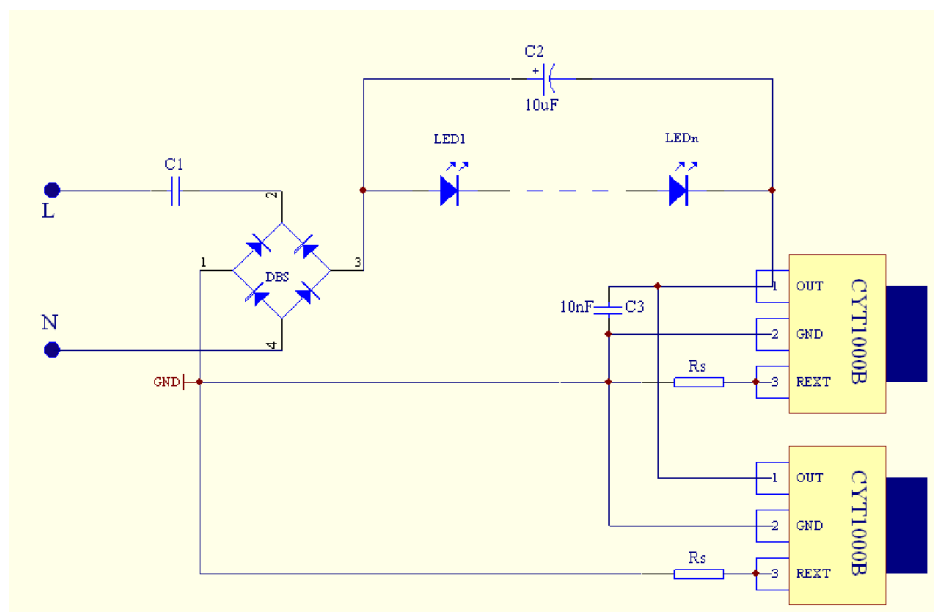 C2
+
10uF
LED1
LEDn
C1
L
2
1
DBS
3
4
N
GND
10nF
C3
Rs
1 OUT
2 GND
3 REXT
CYT1000B
1 OUT
2 GND
Rs
3 REXT
CYT1000B